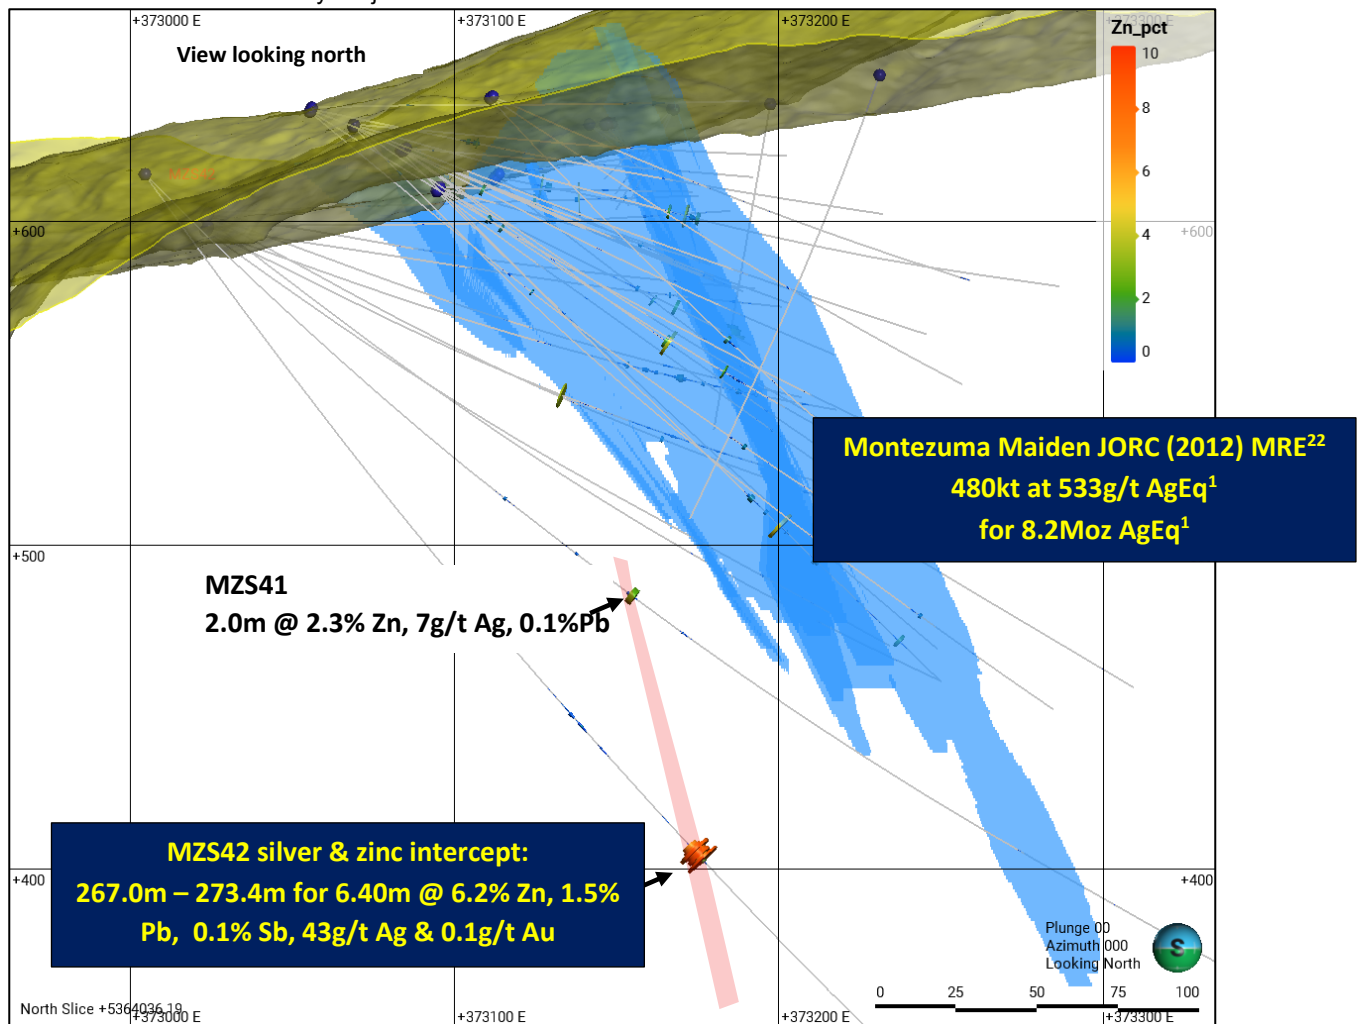 +373000 E
+373100 E
+373200 E
+373300 E
View looking north
Zn_pct
10
8
6
4
2
0
MZS42
+600
+600
Montezuma Maiden JORC (2012) MRE22
480kt at 533g/t AgEq1
for 8.2Moz AgEq1
+500
MZS41
2.0m @ 2.3% Zn, 7g/t Ag, 0.1%Pb
MZS42 silver & zinc intercept:
267.0m – 273.4m for 6.40m @ 6.2% Zn, 1.5%
Pb, 0.1% Sb, 43g/t Ag & 0.1g/t Au
+400
+400
Plunge 00
Azimuth 000
Looking North
S
0 25 50 75 100
North Slice +5364036.19
+373000 E
+373100 E
+373200 E
+373300 E